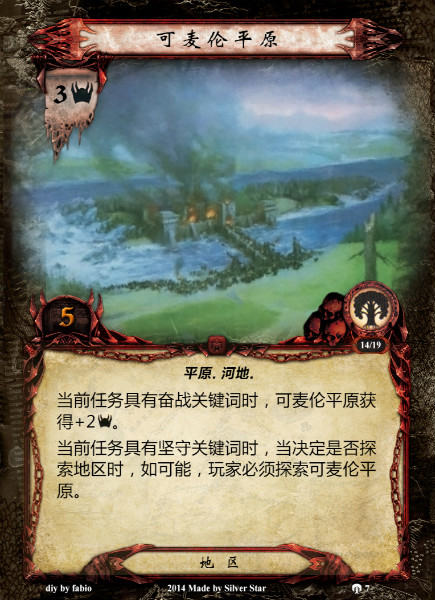 可麦伦平原
3
5
14/19
平原. 河地.
当前任务具有奋战关键词时，可麦伦平原获
得+2。
当前任务具有坚守关键词时，当决定是否探
索地区时，如可能，玩家必须探索可麦伦平
原。
地 区
diy by fabio
2014 Made by Silver Star
7